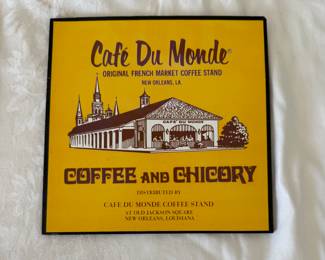 Café Du Monde®
ORIGINAL FRENCH MARKET COFFEE STAND
NEW ORLEANS, LA.
CAFE DU MONDE
COFFEE AND CHICORY
DISTRIBUTED BY
CAFE DU MONDE COFFEE STAND
AT OLD JACKSON SQUARE
NEW ORLEANS, LOUISIANA